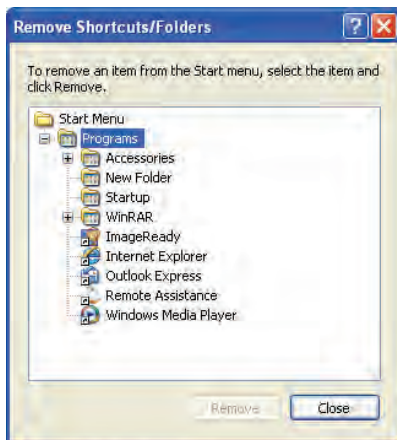 Remove Shortcuts/Folders
To remove an item from the Start menu, select the item and
click Remove.
Start Menu
Programs
Accessories
New Folder
Startup
WinRAR
ImageReady
Internet Explorer
Outlook Express
Remote Assistance
Windows Media Player
Remove Close